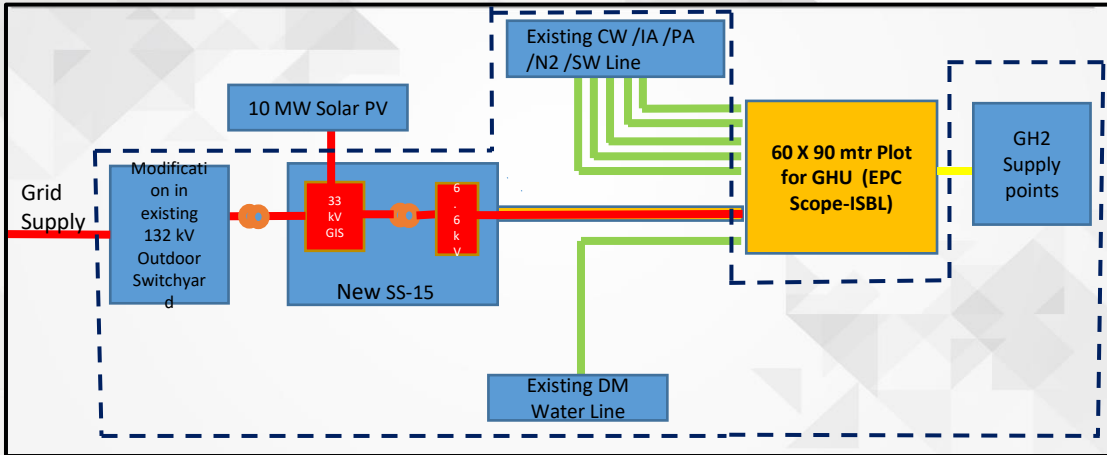 Existing CW /IA /PA
/N2 /SW Line
10 MW Solar PV
Grid
Supply
Modificati
on in
existing
132 kV
Outdoor
Switchyar
d
33
kV
GIS
6
.
6
k
V
New SS-15
60 X 90 mtr Plot
for GHU (EPC
Scope-ISBL)
GH2
Supply
points
Existing DM
Water Line